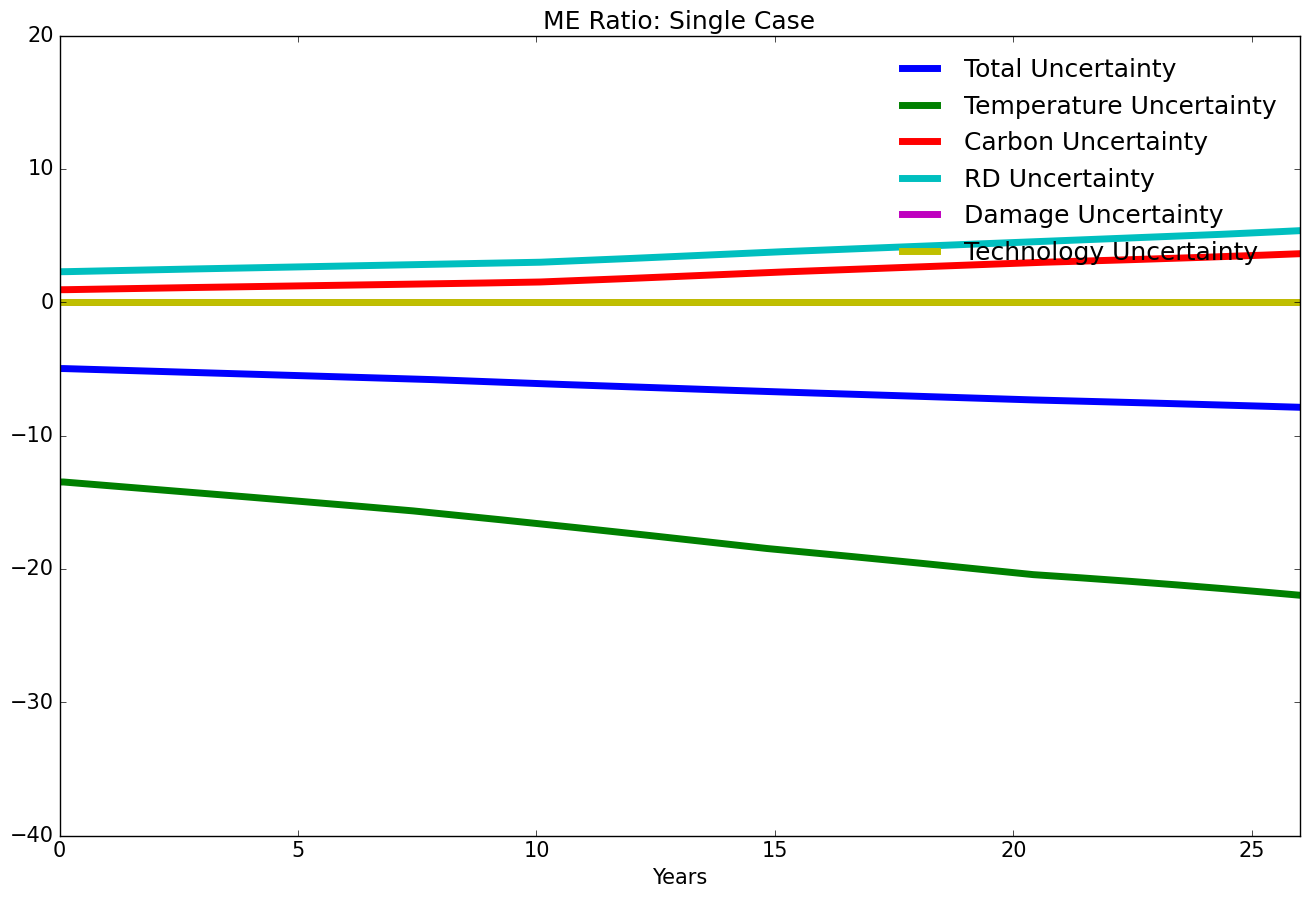 ME Ratio: Single Case
20
10
0
−10
−20
−30
−40
Total Uncertainty
Temperature Uncertainty
Carbon Uncertainty
RD Uncertainty
Damage Uncertainty
Technology Uncertainty
0 5 10 15 20 25
Years